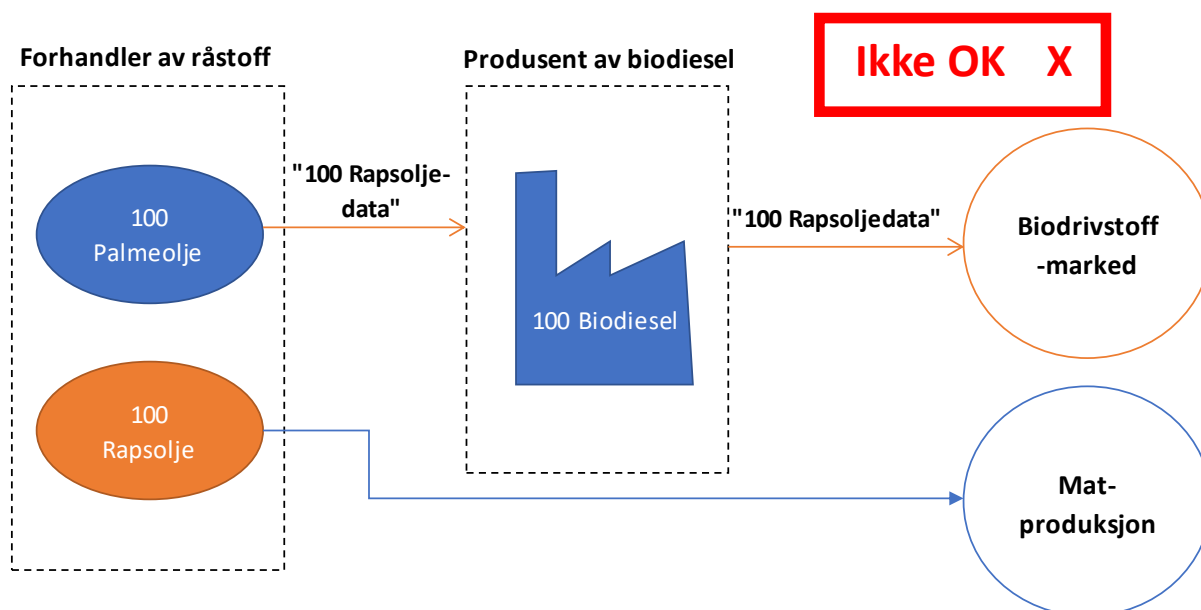 Forhandler av råstoff
Produsent av biodiesel
Ikke OK X
100
Palmeolje
"100 Rapsolje-
data"
100 Biodiesel
"100 Rapsoljedata"
Biodrivstoff
-marked
100
Rapsolje
Mat-
produksjon